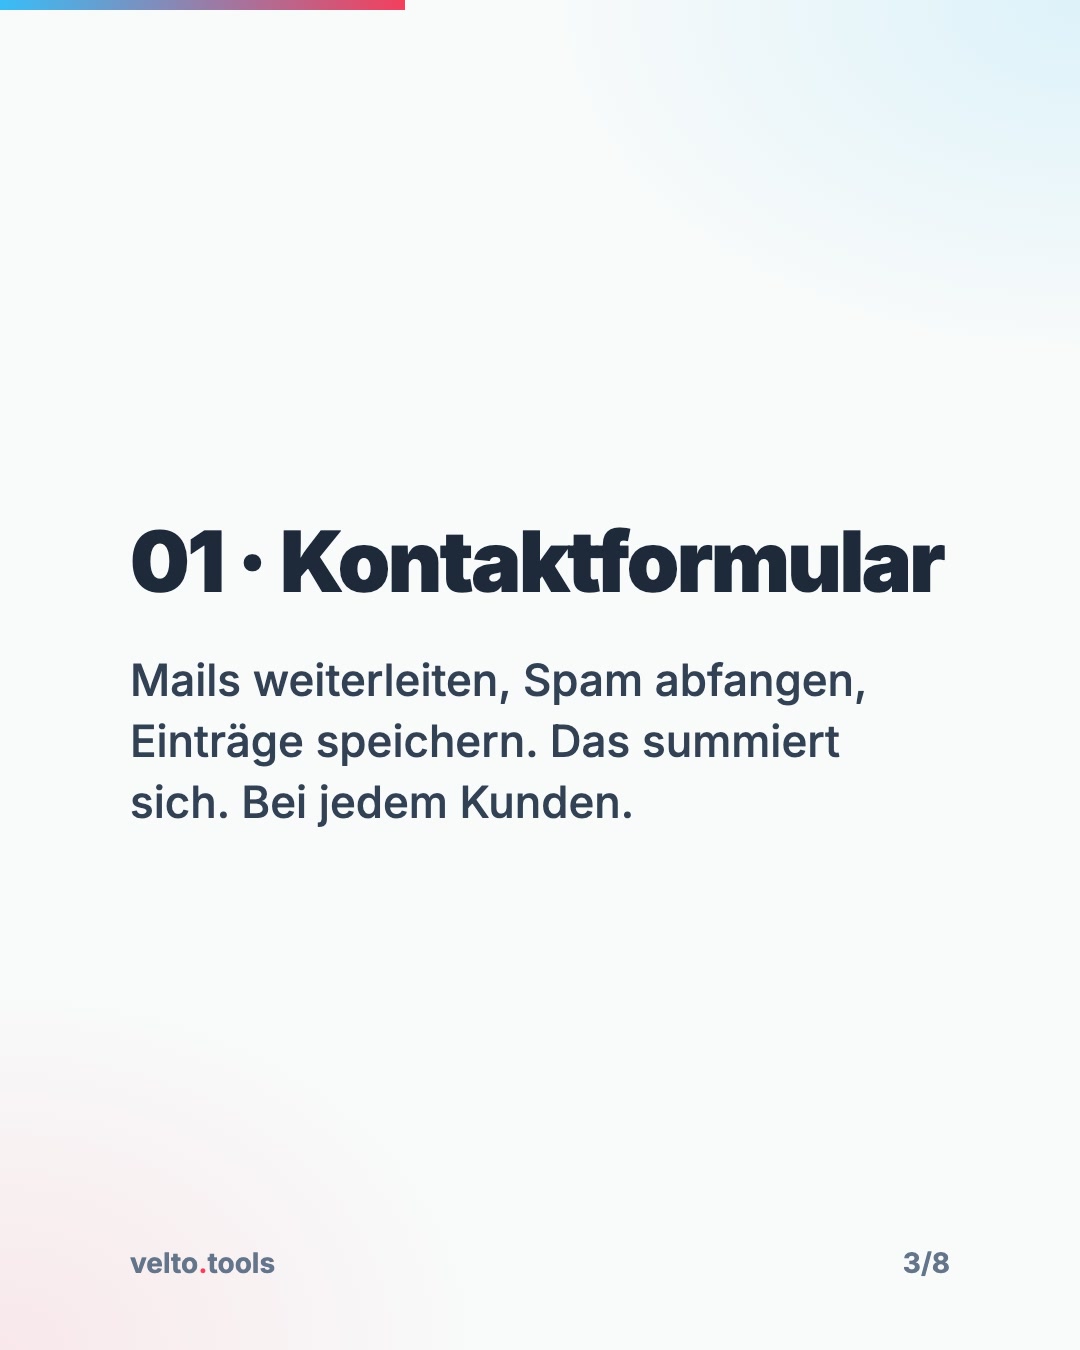 01 · Kontaktformular
Mails weiterleiten, Spam abfangen,
Einträge speichern. Das summiert
sich. Bei jedem Kunden.
velto.tools
3/8